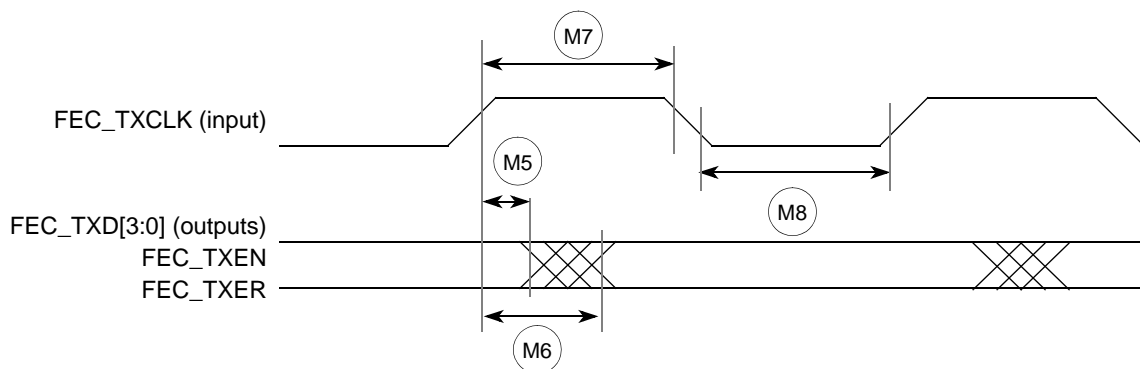 M7
FEC_TXCLK (input)
M5
M8
FEC_TXD[3:0] (outputs)
FEC_TXEN
FEC_TXER
M6